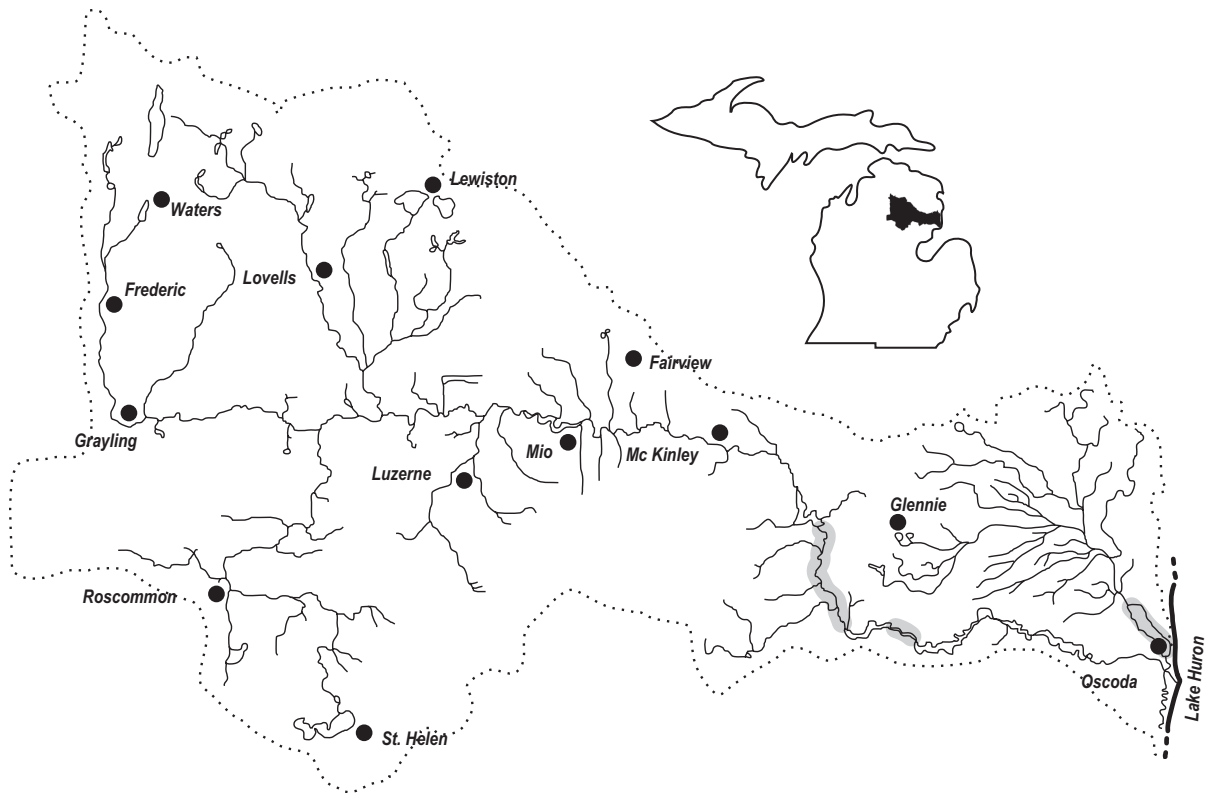 Lewiston
Waters
Lovells
Frederic
Fairview
Grayling
Mio
Mc Kinley
Luzerne
Glennie
Roscommon
Oscoda
Lake Huron
St. Helen